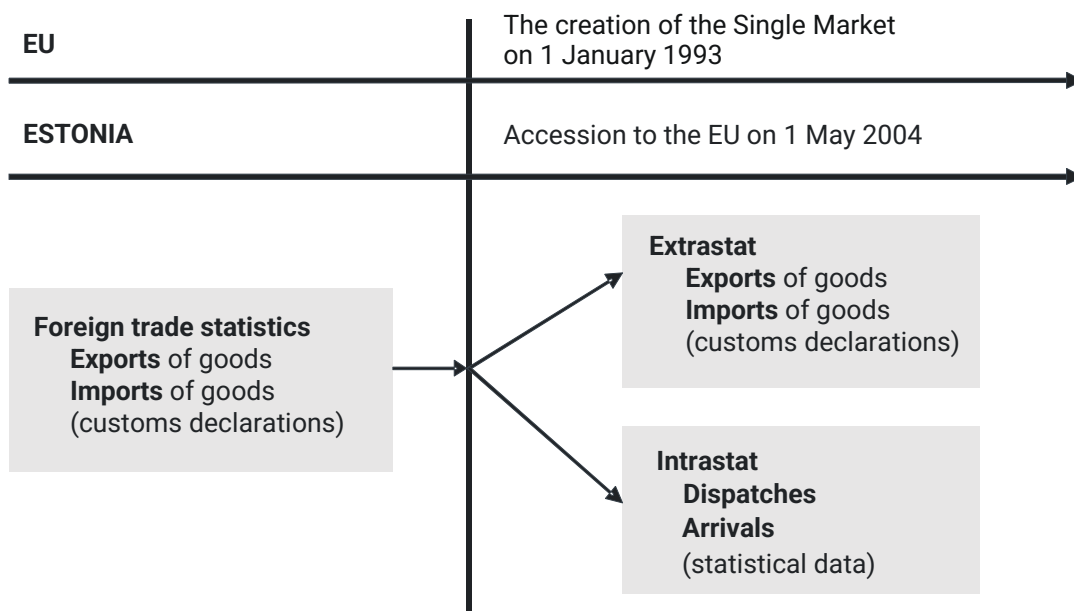 EU
The creation of the Single Market
on 1 January 1993
ESTONIA
Accession to the EU on 1 May 2004
Foreign trade statistics
Exports of goods
Imports of goods
(customs declarations)
Extrastat
Exports of goods
Imports of goods
(customs declarations)
Intrastat
Dispatches
Arrivals
(statistical data)